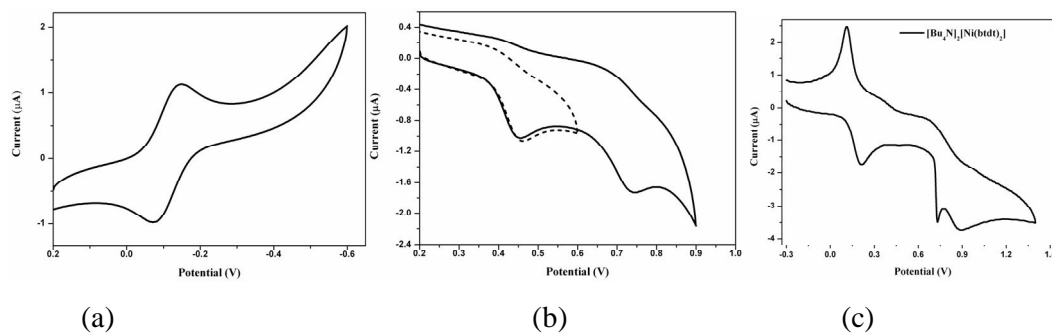 2
1
0
-1
0.2 0.0 -0.2 -0.4 -0.6
Current (μA)
Potential (V)
(a)
0.4
0.0
-0.4
-0.8
-1.2
-1.6
-2.0
-2.4
0.2 0.3 0.4 0.5 0.6 0.7 0.8 0.9 1.0
Current (μA)
Potential (V)
(b)
[Bu4N]2[Ni(btdt)2]
2
1
0
-1
-2
-3
-4
-0.3 0.0 0.3 0.6 0.9 1.2
Current (μA)
Potential (V)
(c)